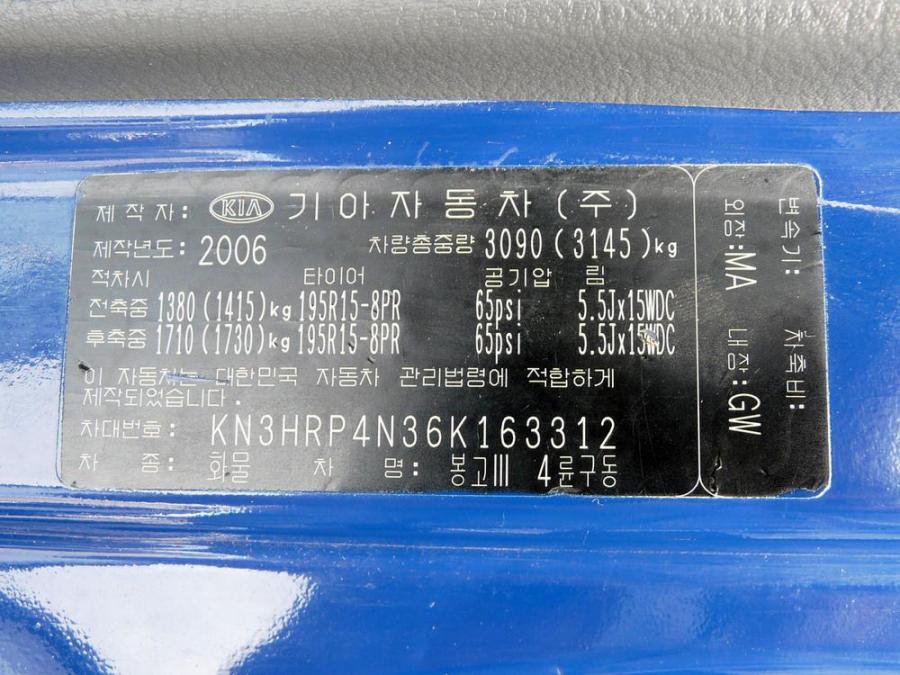 제 작 자: KIA 기아자동차(주)
제작년도: 2006 차량총중량 3090(3145)kg
적차시 타이어 공기압 림
전축중 1380(1415)kg 195R15-8PR 65psi 5.5Jx15WDC
후축중 1710(1730)kg 195R15-8PR 65psi 5.5Jx15WDC
이 자동차는 대한민국 자동차 관리법령에 적합하게
제작되었습니다.
차대번호: KN3HRP4N36K163312
차 종: 화물 차 명: 봉고III 4륜구동
변속기: 차축비:
외장:MA 내장:GW